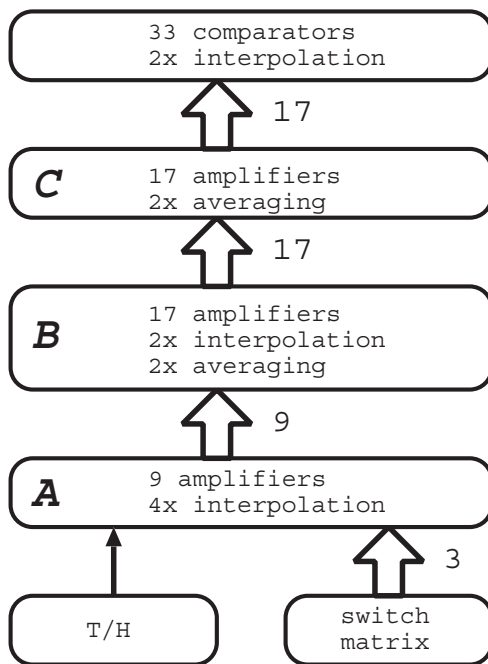 33 comparators
2x interpolation
17
C
17 amplifiers
2x averaging
17
B
17 amplifiers
2x interpolation
2x averaging
9
A
9 amplifiers
4x interpolation
3
T/H
switch
matrix